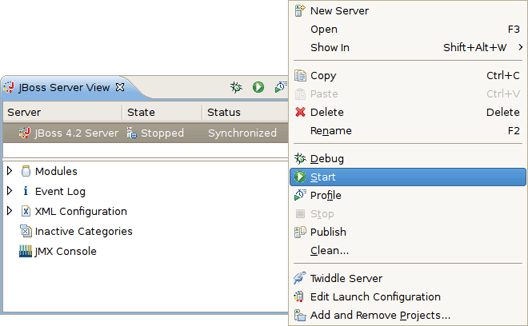 New Server
Open F3
Show In Shift+Alt+W
Copy Ctrl+C
Paste Ctrl+V
Delete Delete
Rename F2
Debug
Start
Profile
Stop
Publish
Clean...
Twiddle Server
Edit Launch Configuration
Add and Remove Projects...
JBoss Server View
Server State Status
JBoss 4.2 Server Stopped Synchronized
Modules
Event Log
XML Configuration
Inactive Categories
JMX Console